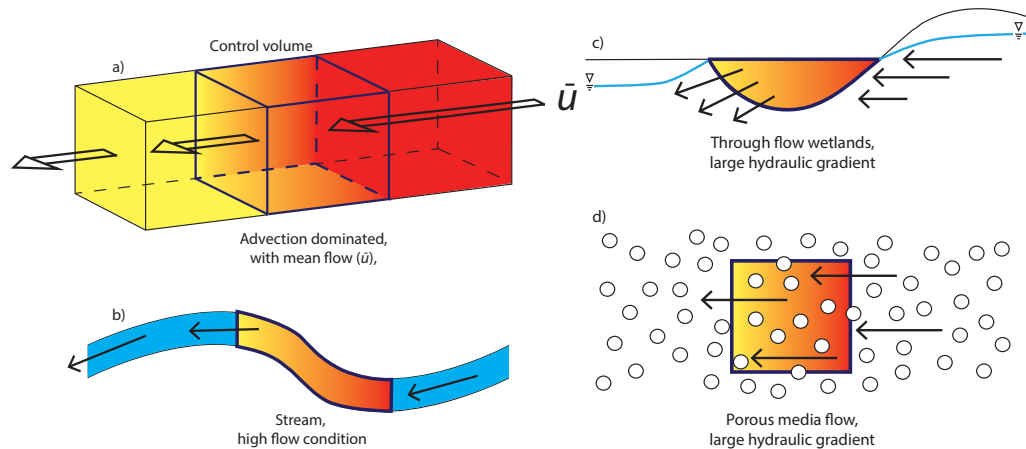 a)
Control volume
Advection dominated,
with mean flow (ū),
b)
Stream,
high flow condition
c)
ū
Through flow wetlands,
large hydraulic gradient
d)
Porous media flow,
large hydraulic gradient